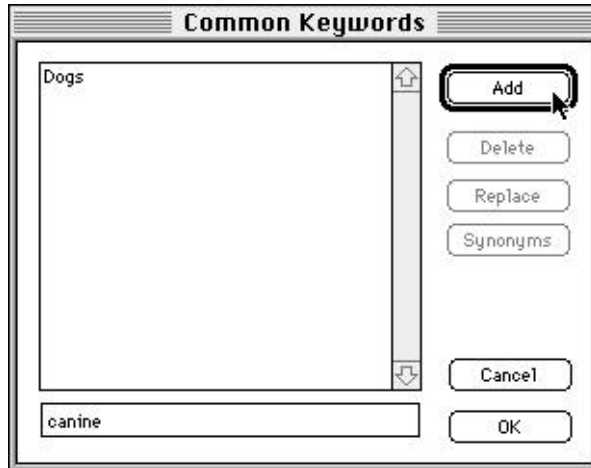 Common Keywords
Dogs
Add
Delete
Replace
Synonyms
Cancel
canine
OK